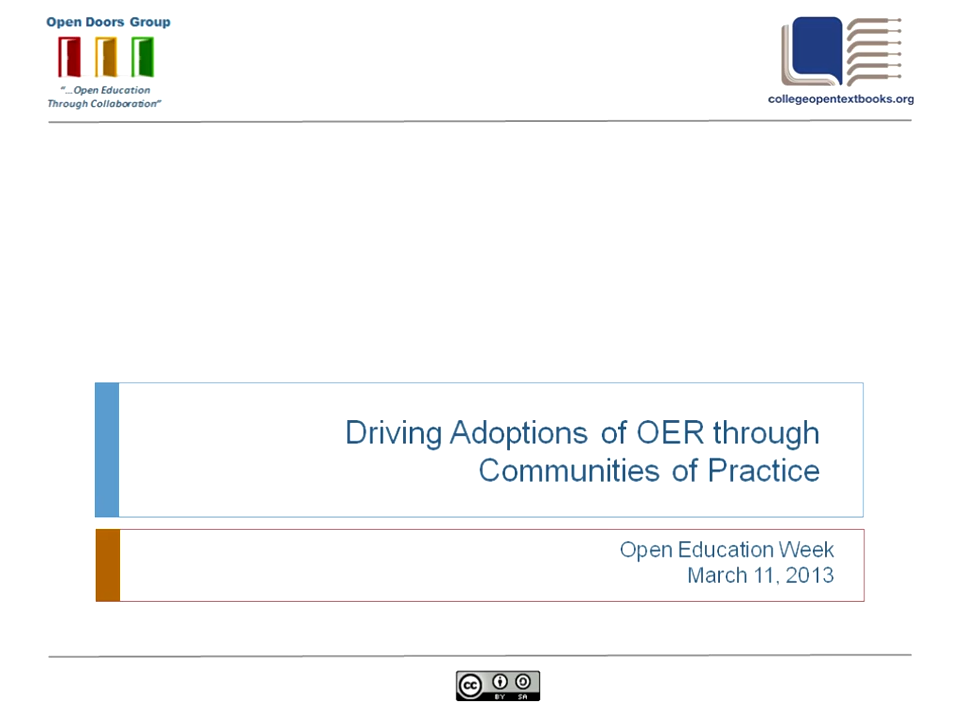 Open Doors Group
"...Open Education
Through Collaboration"
collegeopentextbooks.org
Driving Adoptions of OER through
Communities of Practice
Open Education Week
March 11, 2013
cc
BY SA